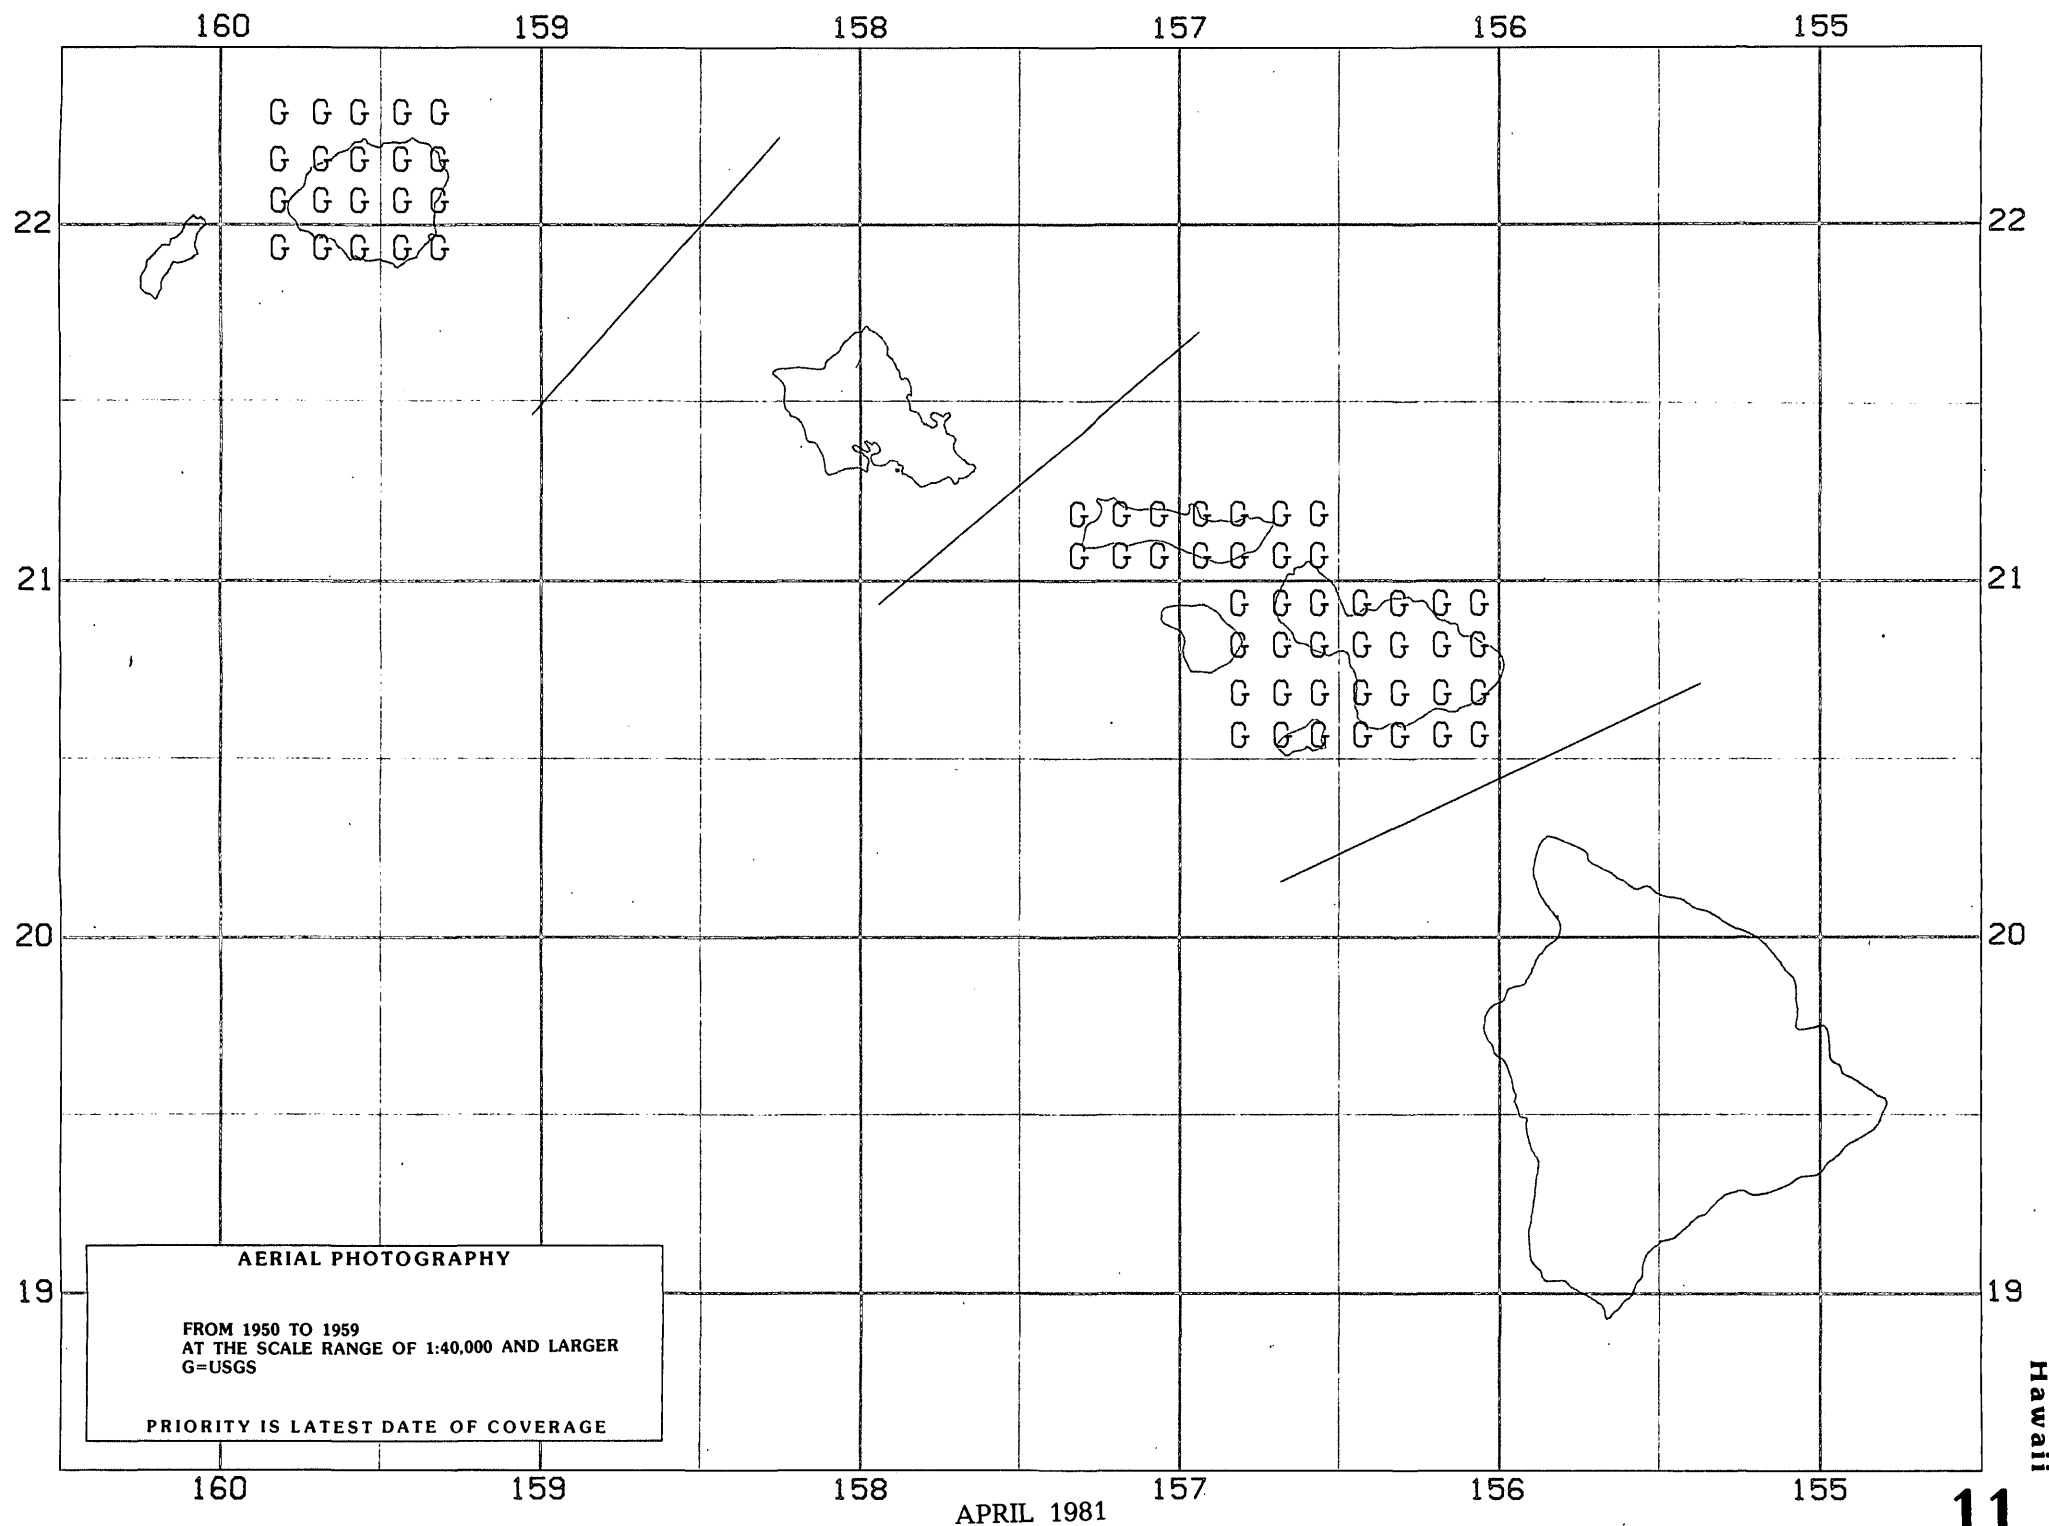 160 159 158 157 156 155
G G G G G
G G G G G
G G G G G
22 22
G G G G G
G G G G G G G
G G G G G G G
21 21
G G G G G G G
G G G G G G G
G G G G G G G
G G G G G G G
20 20
AERIAL PHOTOGRAPHY
19 19
FROM 1950 TO 1959
AT THE SCALE RANGE OF 1:40,000 AND LARGER
G=USGS
PRIORITY IS LATEST DATE OF COVERAGE
160 159 158 157 156 155
APRIL 1981
Hawaii
11